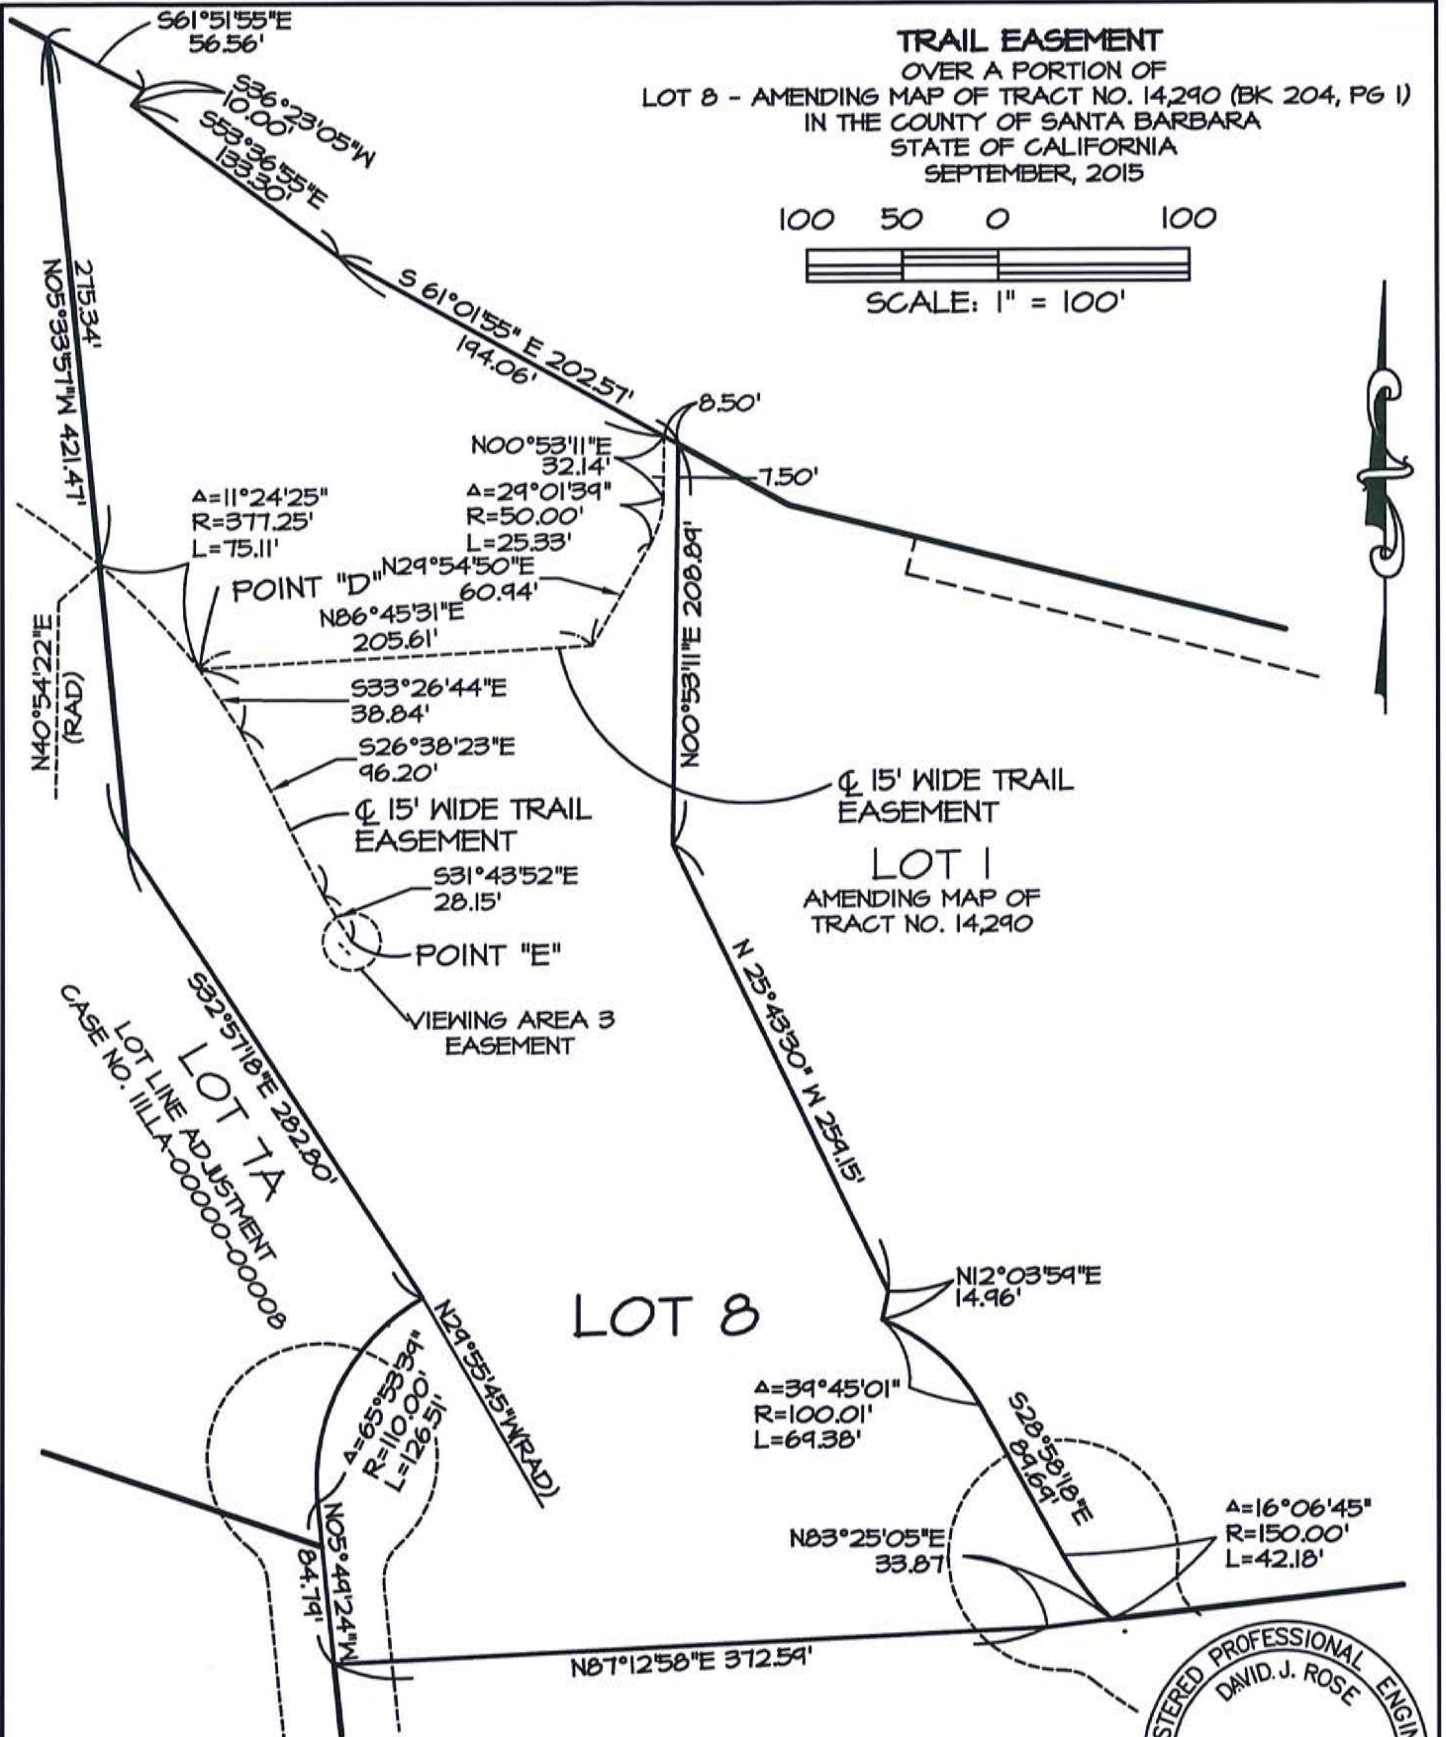 TRAIL EASEMENT
OVER A PORTION OF
LOT 8 - AMENDING MAP OF TRACT NO. 14,290 (BK 204, PG 1)
IN THE COUNTY OF SANTA BARBARA
STATE OF CALIFORNIA
SEPTEMBER, 2015
100 50 0 100
SCALE: 1" = 100'
S61°51'55"E
56.56'
S36°23'05"W
10.00'
S53°36'55"E
133.30'
275.34'
N05°33'57"W 421.47'
S 61°01'55" E 202.57'
194.06'
8.50'
N00°53'11"E
32.14'
7.50'
Δ=29°01'39"
R=50.00'
L=25.33'
Δ=11°24'25"
R=377.25'
L=75.11'
POINT "D"
N29°54'50"E
60.94'
N86°45'31"E
205.61'
N00°53'11"E 208.89'
N40°54'22"E
(RAD)
S33°26'44"E
38.84'
S26°38'23"E
96.20'
℄ 15' WIDE TRAIL
EASEMENT
℄ 15' WIDE TRAIL
EASEMENT
LOT 1
AMENDING MAP OF
TRACT NO. 14,290
S31°43'52"E
28.15'
POINT "E"
VIEWING AREA 3
EASEMENT
N 25°43'30" W 259.15'
S32°57'18"E 282.80'
LOT 7A
LOT LINE ADJUSTMENT
CASE NO. 11LLA-00000-00008
LOT 8
N12°03'59"E
14.96'
N29°55'45"W(RAD)
Δ=65°53'39"
R=110.00'
L=126.51'
Δ=39°45'01"
R=100.01'
L=69.38'
S28°58'18"E
89.69'
Δ=16°06'45"
R=150.00'
L=42.18'
N83°25'05"E
33.87
N05°49'24"W
84.79'
N87°12'58"E 372.59'
STERED PROFESSIONAL ENGIN
DAVID. J. ROSE